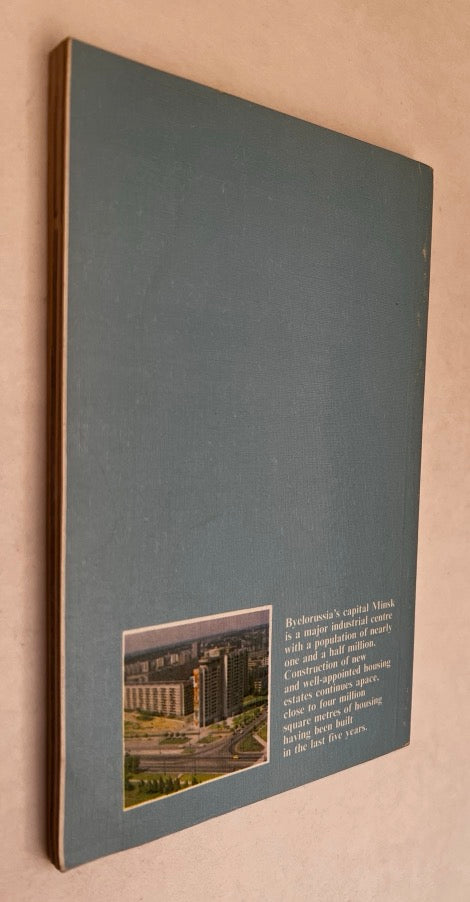 Byelorussia's capital Minsk
is a major industrial centre
with a population of nearly
one and a half million.
Construction of new
and well-appointed housing
estates continues apace,
close to four million
square metres of housing
having been built
in the last five years.